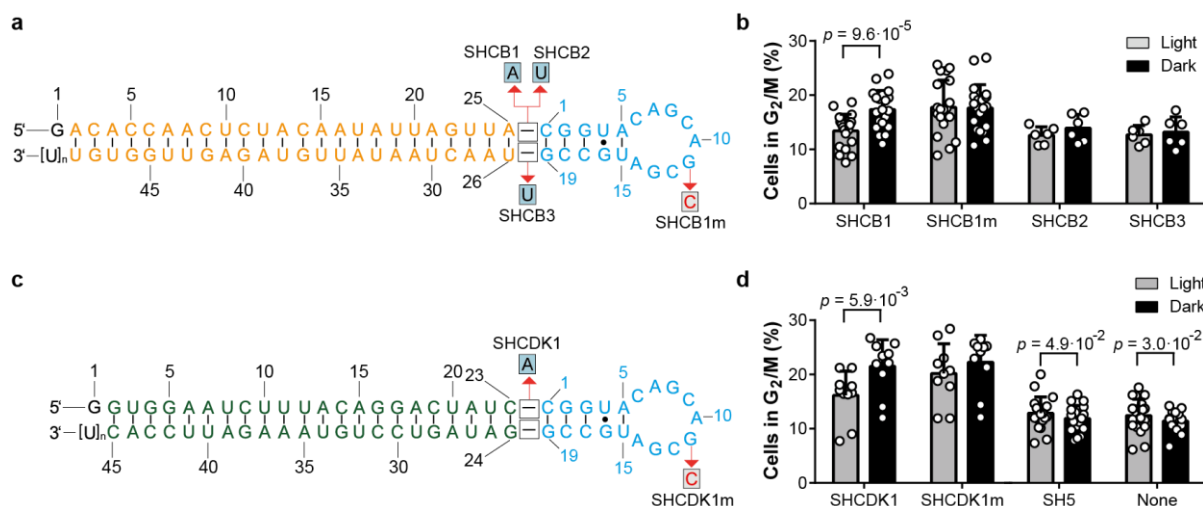 a
SHCB1 SHCB2
A U
1 5 10 15 20 25 1 5
5' G A C A C C A A C U C U A C A A U A U U A G U U A – C G G U A C A G C A 10
3' [U]n U G U G G U U G A G A U G U U A U A A U C A A U – G C C G U A G C G
45 40 35 30 26 19 15
U
SHCB3
C
SHCB1m
b
Cells in G2/M (%)
30
20
10
0
p = 9.6·10-5
Light
Dark
SHCB1 SHCB1m SHCB2 SHCB3
c
SHCDK1
A
1 5 10 15 20 23 1 5
5' G G U G G A A U C U U U A C A G G A C U A U C – C G G U A C A G C A 10
3' [U]n C A C C U U A G A A A U G U C C U G A U A G – G C C G U A G C G
45 40 35 30 24 19 15
C
SHCDK1m
d
Cells in G2/M (%)
30
20
10
0
Light
Dark
p = 5.9·10-3
p = 4.9·10-2 p = 3.0·10-2
SHCDK1 SHCDK1m SH5 None